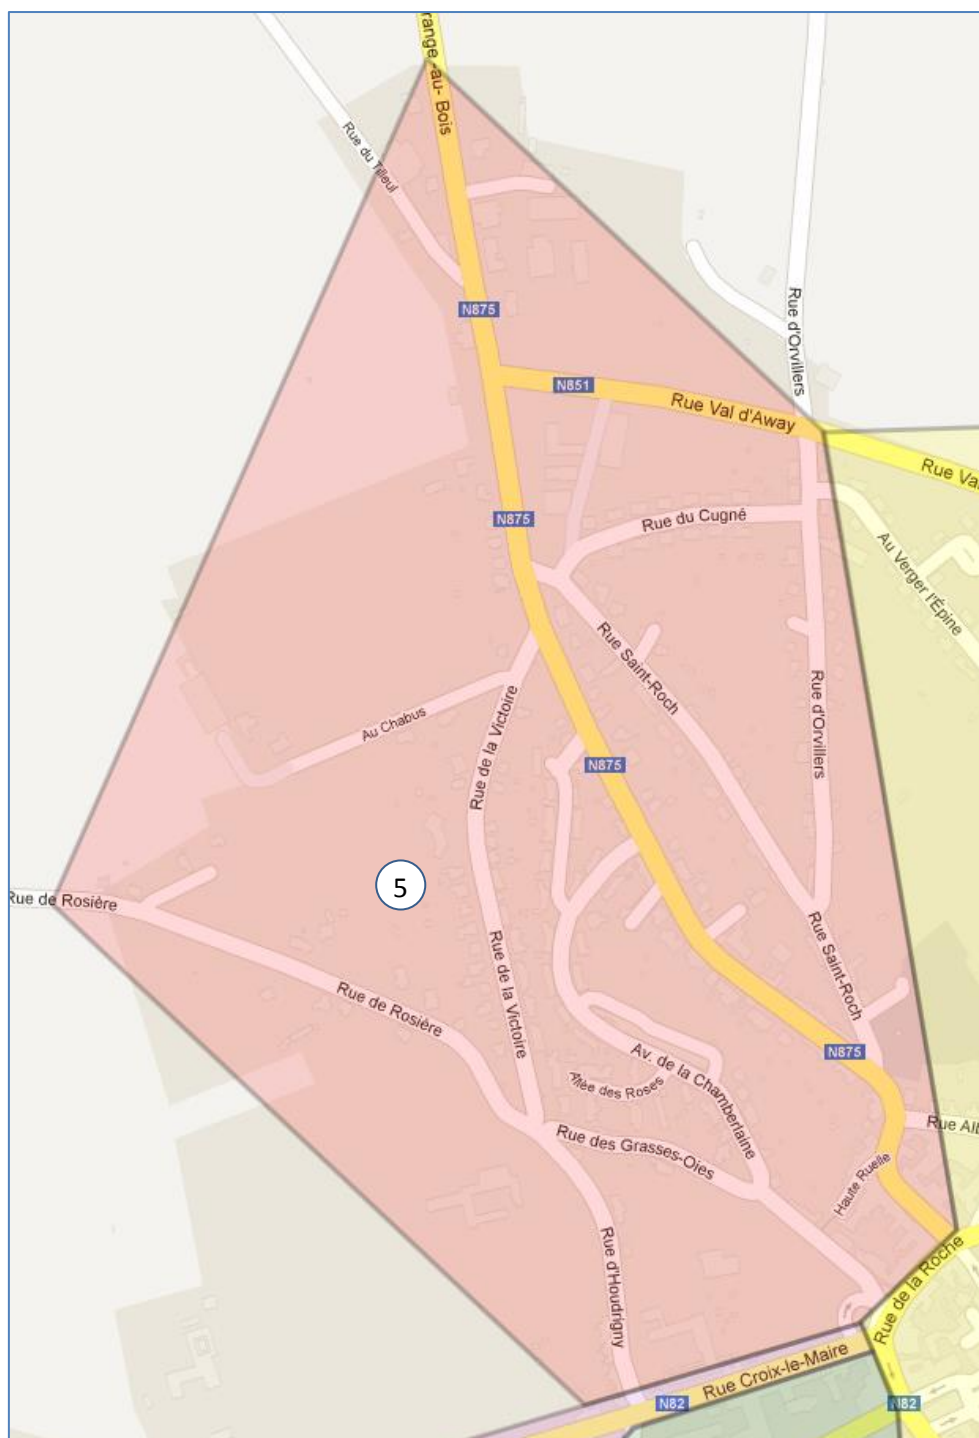 range -au- Bois
Rue du Tilleul
N875
Rue d'Orvillers
N851
Rue Val d'Away
Rue Va
N875
Rue du Cugné
Au Verger l'Épine
Rue Saint-Roch
Rue d'Orvillers
Au Chabus
Rue de la Victoire
N875
5
Rue de Rosière
Rue de la Victoire
Rue Saint-Roch
Rue de Rosière
N875
Av. de la Chamberlaine
Allée des Roses
Rue Alb
Rue des Grasses-Oies
Haute Ruelle
Rue d'Houdrigny
Rue de la Roche
Rue Croix-le-Maire
N82
N82